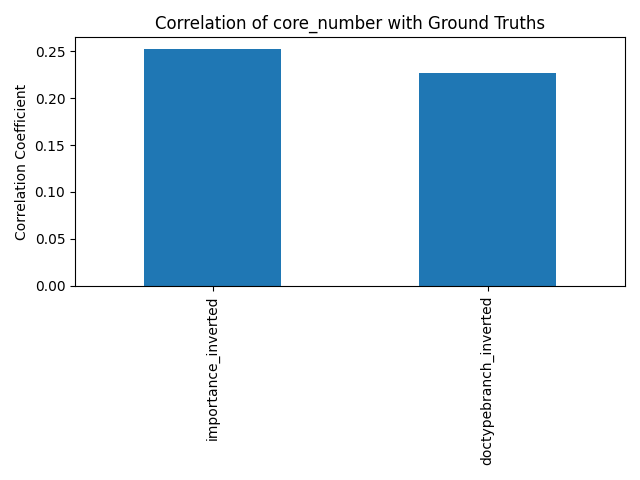 Correlation of core_number with Ground Truths
Correlation Coefficient
0.25
0.20
0.15
0.10
0.05
0.00
importance_inverted
doctypebranch_inverted